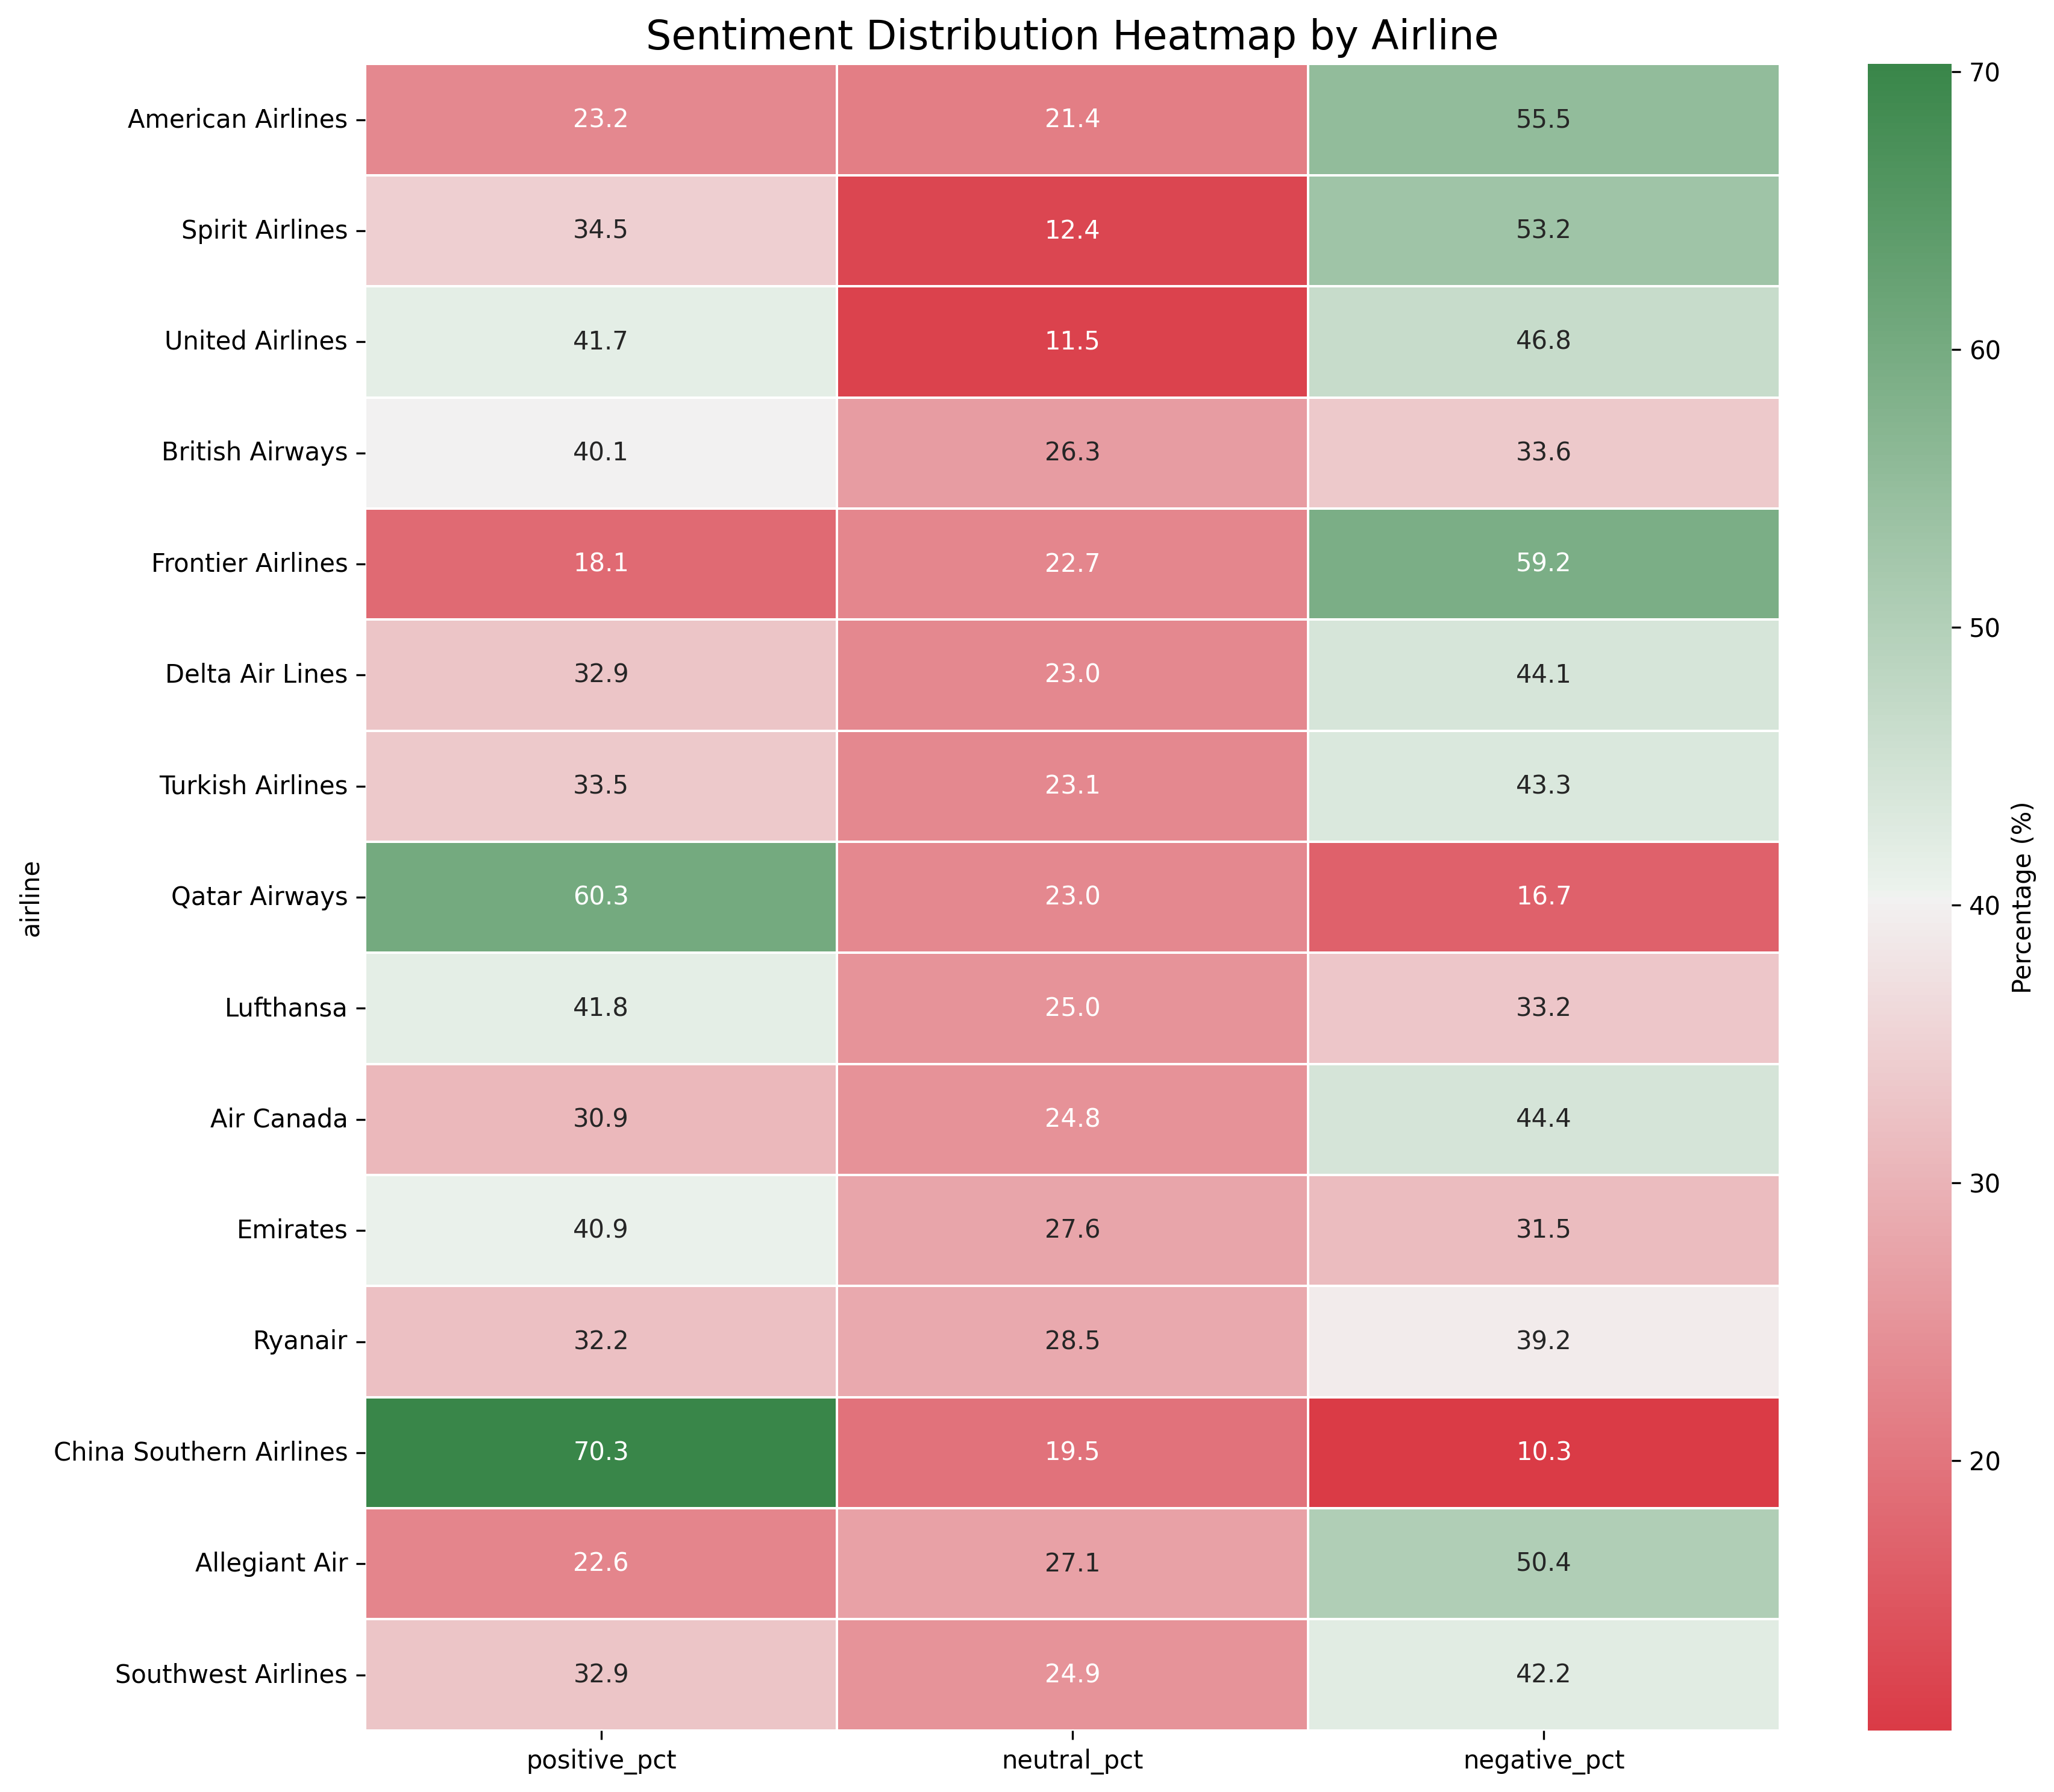 Sentiment Distribution Heatmap by Airline
American Airlines 23.2 21.4 55.5
Spirit Airlines 34.5 12.4 53.2
United Airlines 41.7 11.5 46.8
British Airways 40.1 26.3 33.6
Frontier Airlines 18.1 22.7 59.2
Delta Air Lines 32.9 23.0 44.1
Turkish Airlines 33.5 23.1 43.3
Qatar Airways 60.3 23.0 16.7
Lufthansa 41.8 25.0 33.2
Air Canada 30.9 24.8 44.4
Emirates 40.9 27.6 31.5
Ryanair 32.2 28.5 39.2
China Southern Airlines 70.3 19.5 10.3
Allegiant Air 22.6 27.1 50.4
Southwest Airlines 32.9 24.9 42.2
positive_pct neutral_pct negative_pct
airline
70
60
50
40
30
20
Percentage (%)